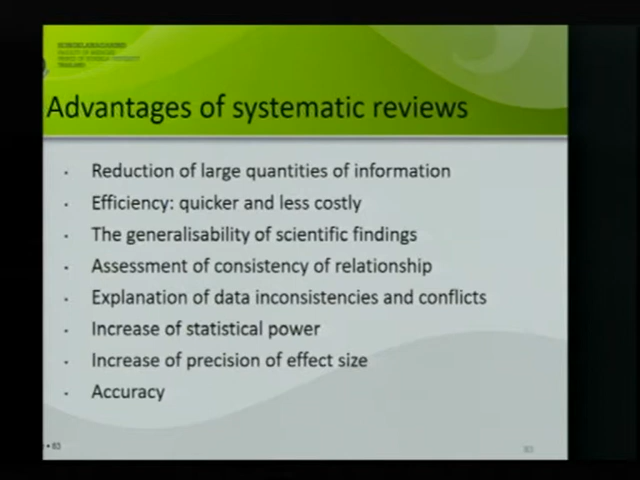 Advantages of systematic reviews
• Reduction of large quantities of information
• Efficiency: quicker and less costly
• The generalisability of scientific findings
• Assessment of consistency of relationship
• Explanation of data inconsistencies and conflicts
• Increase of statistical power
• Increase of precision of effect size
• Accuracy
• 83
83